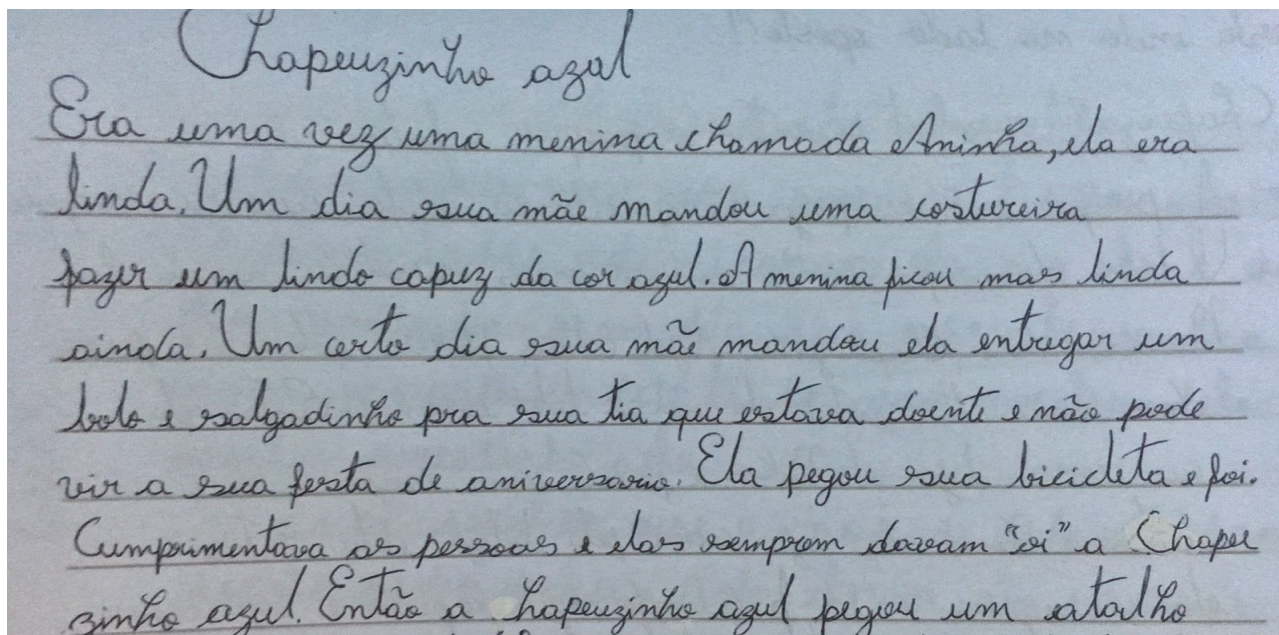 Chapeuzinho azul
Era uma vez uma menina chamada Aninha, ela era
linda. Um dia sua mãe mandou uma costureira
fazer um lindo capuz da cor azul. A menina ficou mas linda
ainda. Um certo dia sua mãe mandou ela entregar um
bolo e salgadinho pra sua tia que estava doente e não pode
vir a sua festa de aniversario. Ela pegou sua bicicleta e foi.
Cumprimentava as pessoas e elas semprem davam "oi" a Chapeu
zinho azul. Então a Chapeuzinho azul pegou um atalho